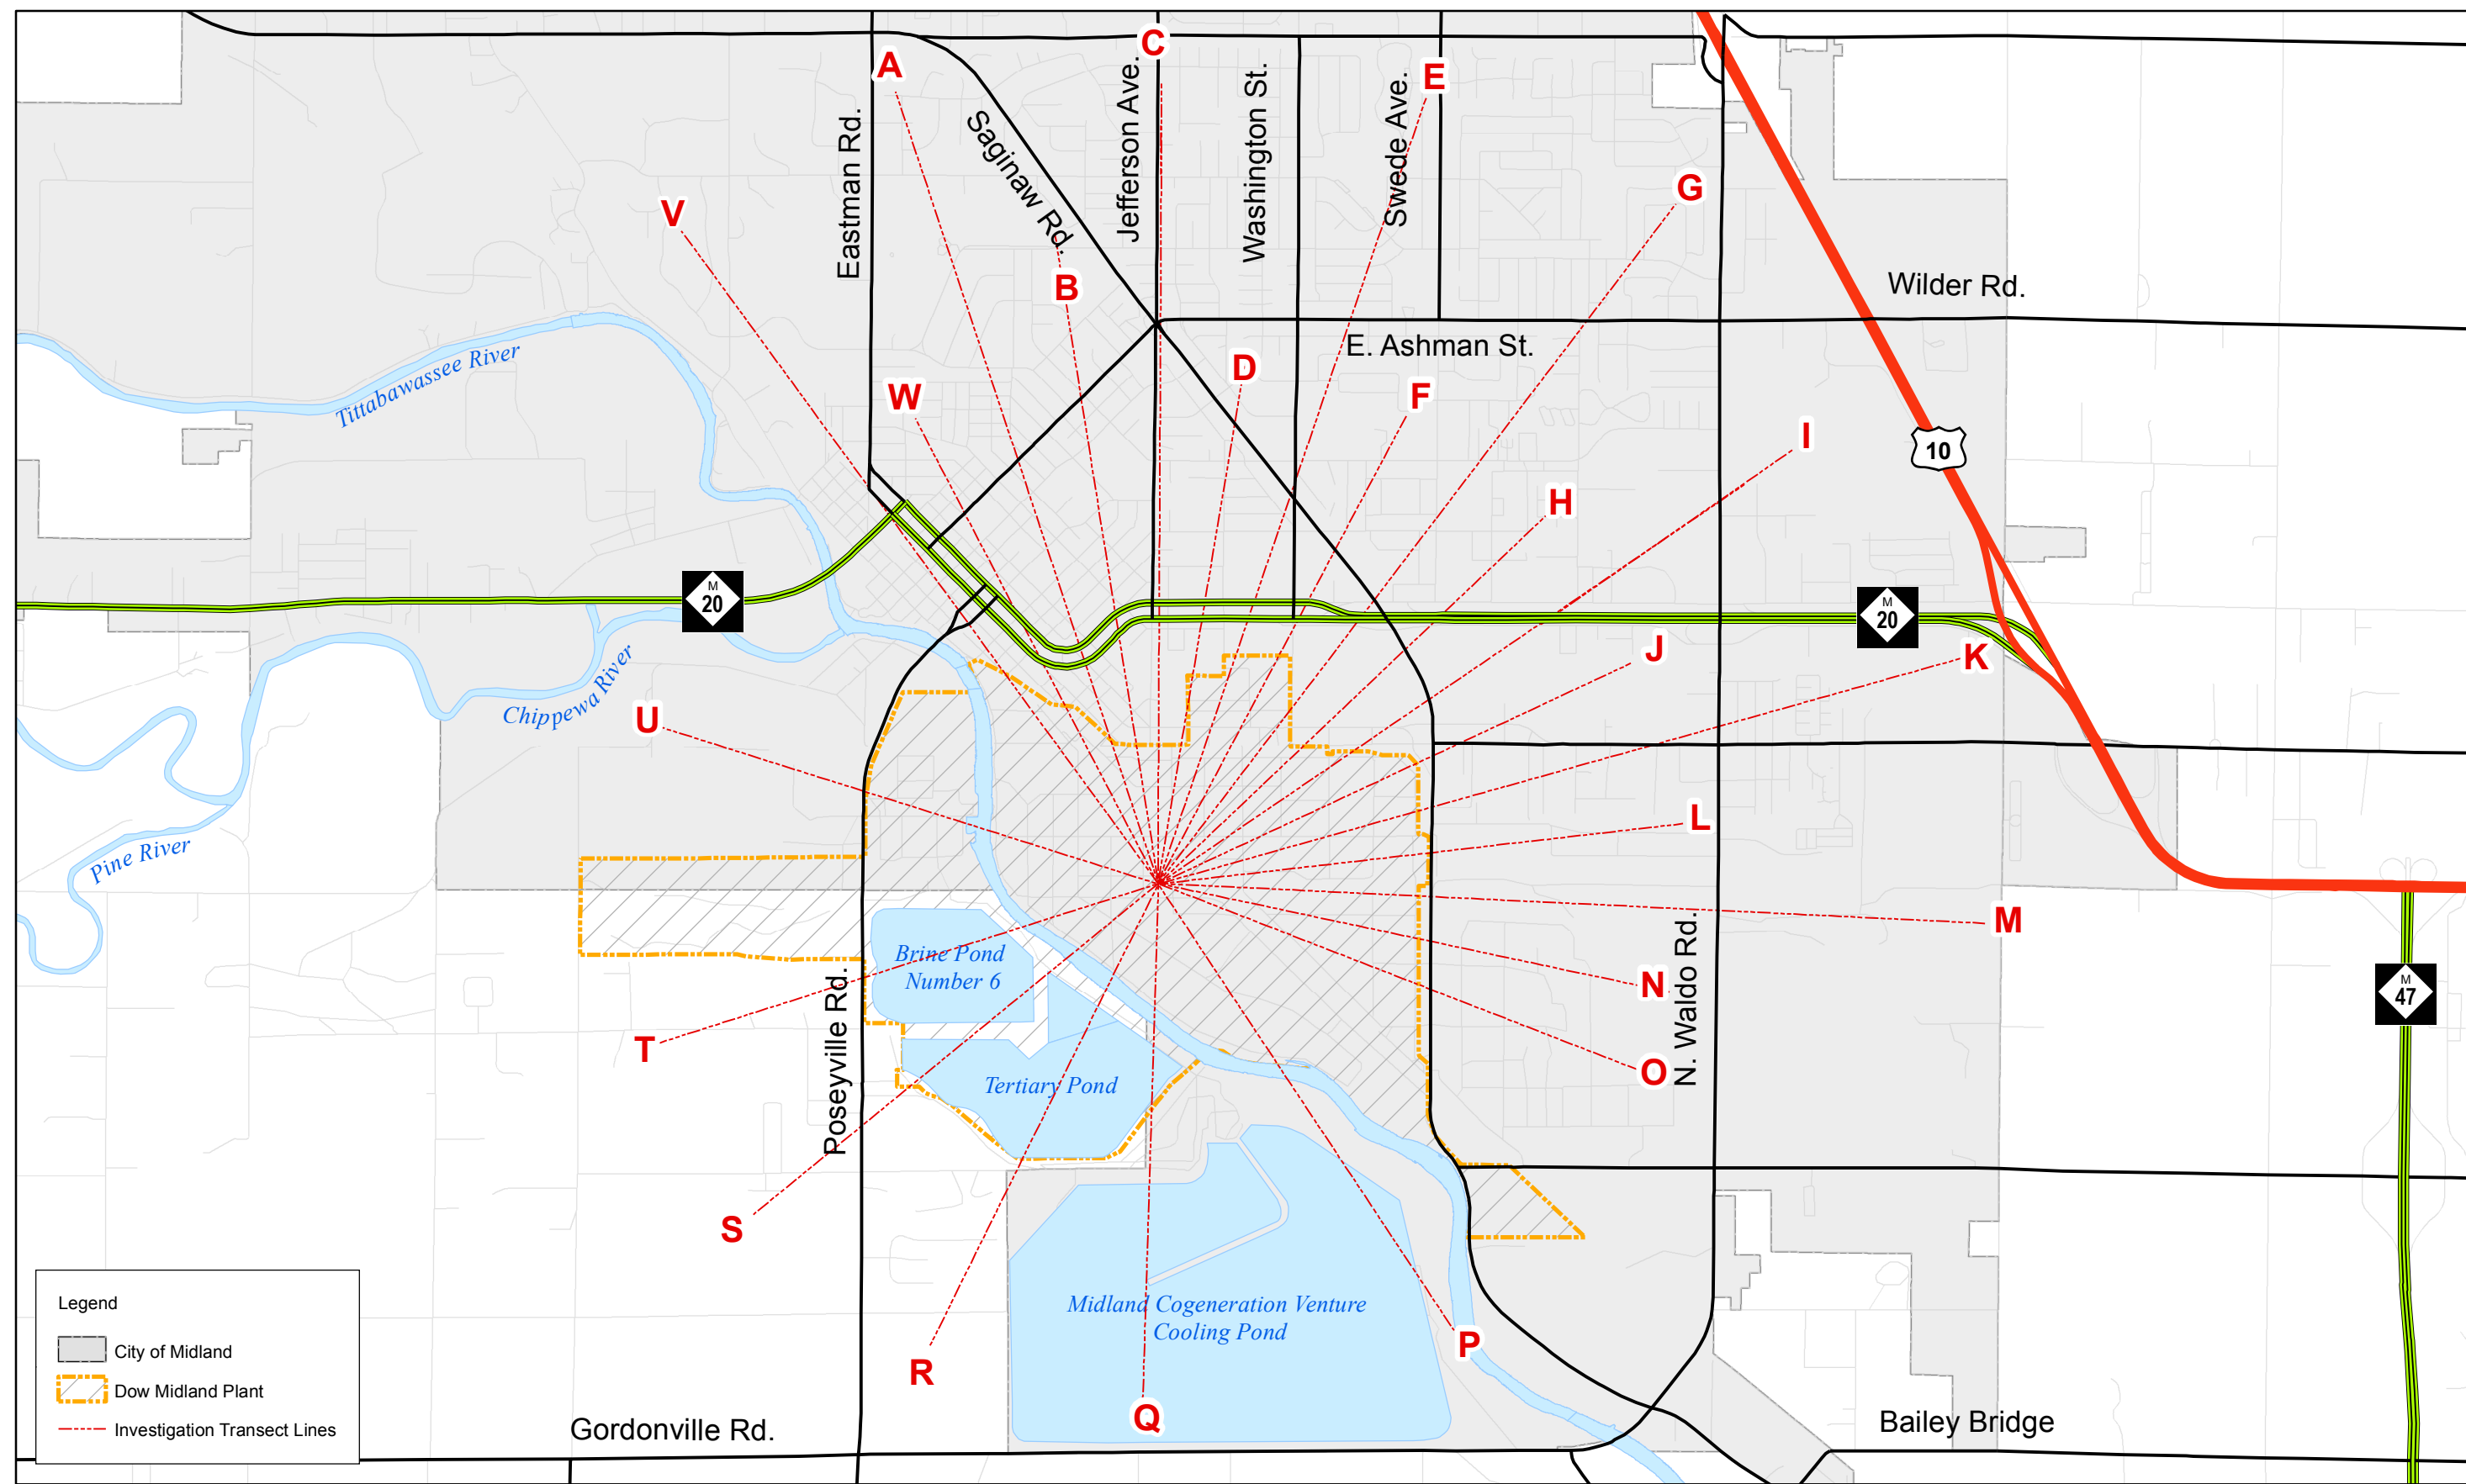 C
A
E
Eastman Rd.
Saginaw Rd.
Jefferson Ave.
Washington St.
Swede Ave.
G
V
B
Wilder Rd.
E. Ashman St.
Tittabawassee River
D
W
F
I
10
H
M
20
M
20
J
K
Chippewa River
U
L
Pine River
M
Brine Pond
Number 6
N
N. Waldo Rd.
M
47
Poseyville Rd.
T
O
Tertiary Pond
S
Midland Cogeneration Venture
Cooling Pond
P
R
Q
Legend
City of Midland
Dow Midland Plant
Investigation Transect Lines
Gordonville Rd.
Bailey Bridge